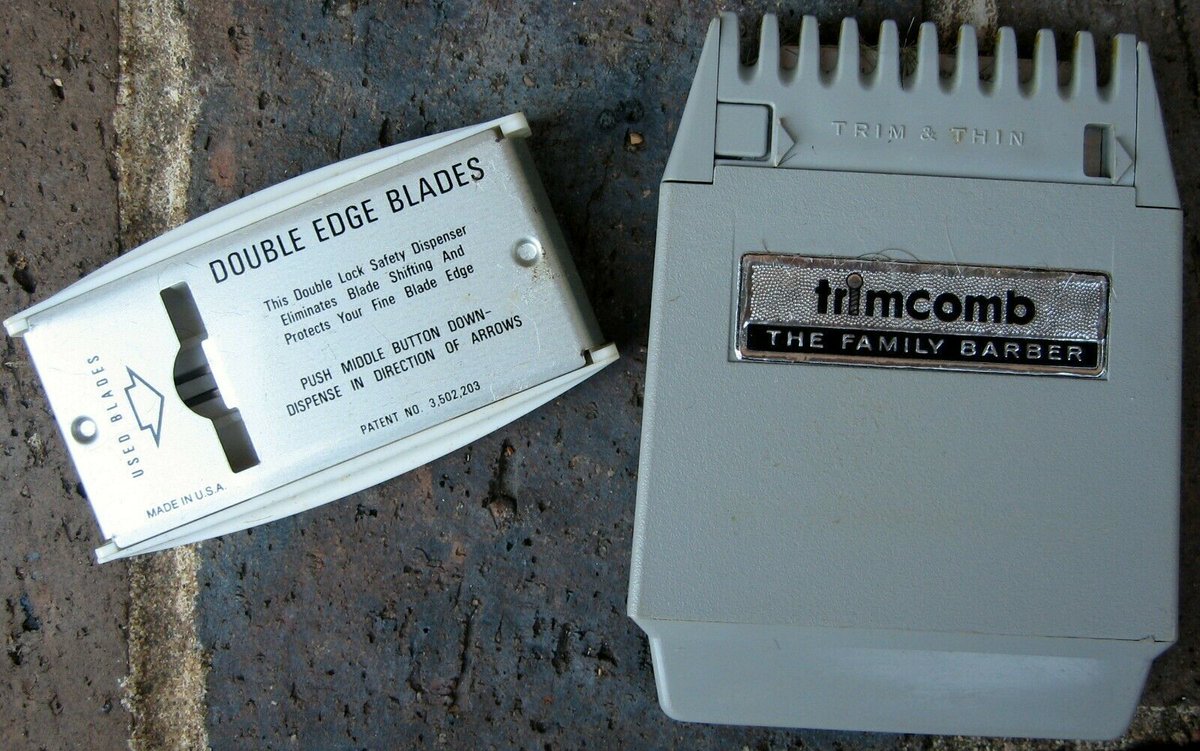 DOUBLE EDGE BLADES
This Double Lock Safety Dispenser
Eliminates Blade Shifting And
Protects Your Fine Blade Edge
PUSH MIDDLE BUTTON DOWN-
DISPENSE IN DIRECTION OF ARROWS
PATENT NO. 3,502,203
USED BLADES
MADE IN U.S.A.
TRIM & THIN
trimcomb
THE FAMILY BARBER